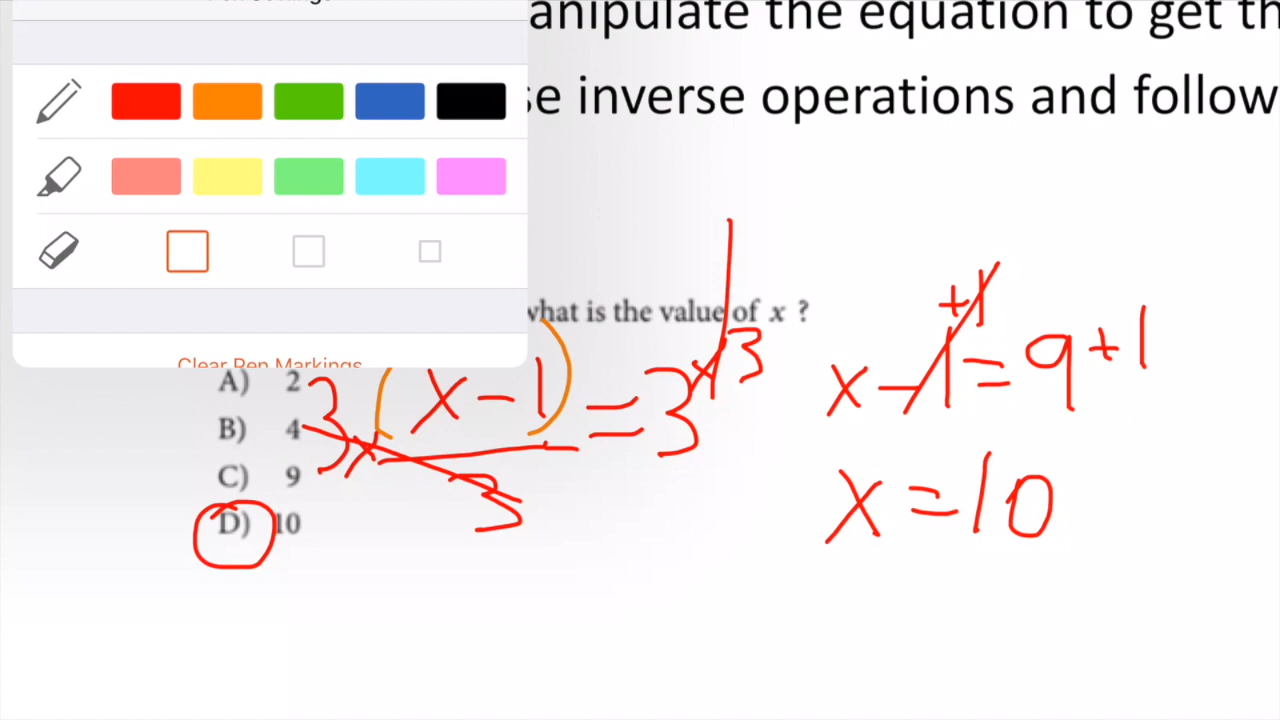 anipulate the equation to get th
se inverse operations and follow
what is the value of x ?
Clear Pen Markings
A) 2
B) 4
C) 9
D) 10
3 x (x - 1) = 3 x 3
3
x - 1 = 9 + 1
+1
x = 10